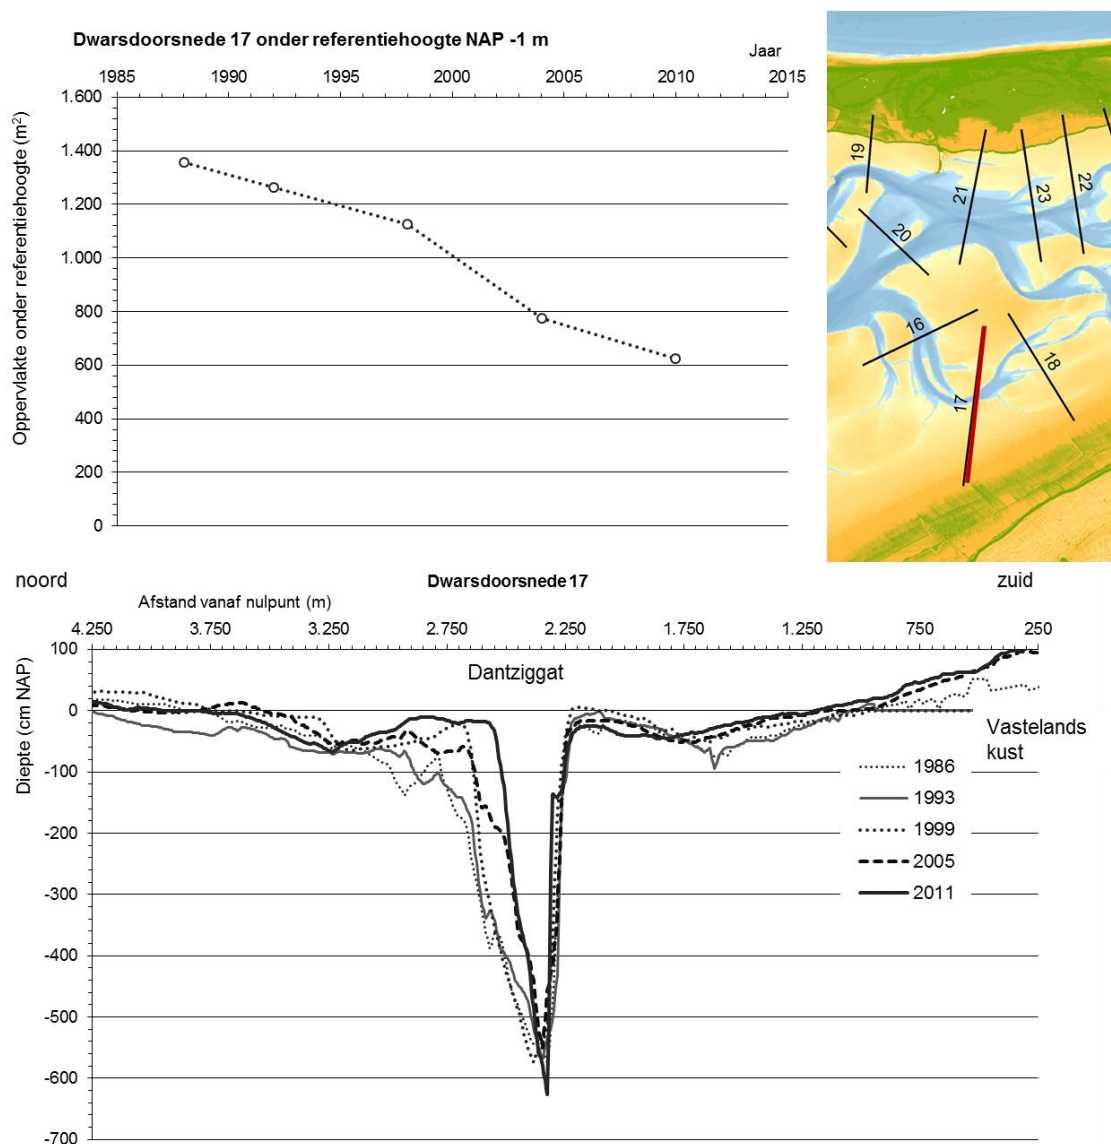 Dwarsdoorsnede 17 onder referentiehoogte NAP -1 m
Jaar
1985 1990 1995 2000 2005 2010 2015
Oppervlakte onder referentiehoogte (m²)
1.600
1.400
1.200
1.000
800
600
400
200
0
19
21
23
22
20
16
18
17
noord
Dwarsdoorsnede 17
zuid
Afstand vanaf nulpunt (m)
4.250 3.750 3.250 2.750 2.250 1.750 1.250 750 250
Diepte (cm NAP)
100
0
-100
-200
-300
-400
-500
-600
-700
Dantziggat
Vastelands
kust
1986
1993
1999
2005
2011